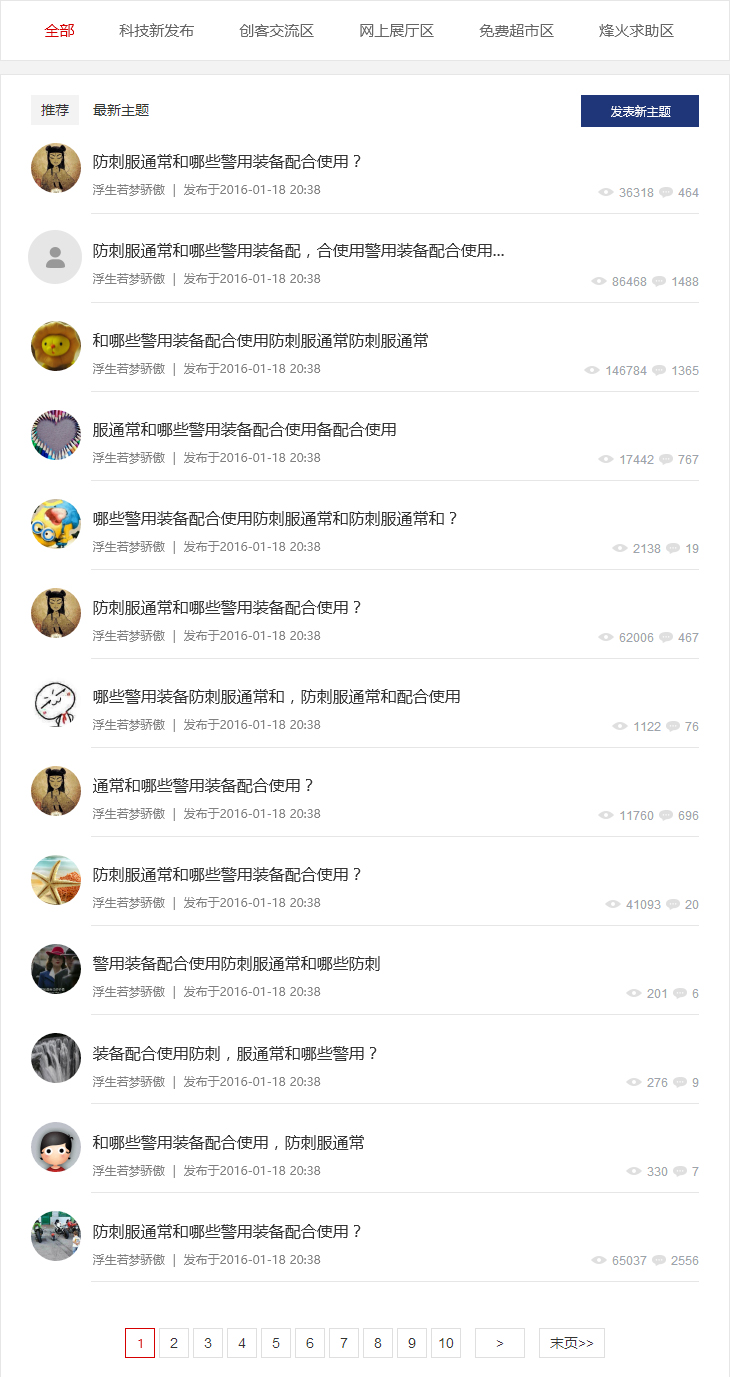 全部 科技新发布 创客交流区 网上展厅区 免费超市区 烽火求助区
推荐 最新主题 发表新主题
防刺服通常和哪些警用装备配合使用？
浮生若梦骄傲 | 发布于2016-01-18 20:38 36318 464
防刺服通常和哪些警用装备配，合使用警用装备配合使用...
浮生若梦骄傲 | 发布于2016-01-18 20:38 86468 1488
和哪些警用装备配合使用防刺服通常防刺服通常
浮生若梦骄傲 | 发布于2016-01-18 20:38 146784 1365
服通常和哪些警用装备配合使用备配合使用
浮生若梦骄傲 | 发布于2016-01-18 20:38 17442 767
哪些警用装备配合使用防刺服通常和防刺服通常和？
浮生若梦骄傲 | 发布于2016-01-18 20:38 2138 19
防刺服通常和哪些警用装备配合使用？
浮生若梦骄傲 | 发布于2016-01-18 20:38 62006 467
哪些警用装备防刺服通常和，防刺服通常和配合使用
浮生若梦骄傲 | 发布于2016-01-18 20:38 1122 76
通常和哪些警用装备配合使用？
浮生若梦骄傲 | 发布于2016-01-18 20:38 11760 696
防刺服通常和哪些警用装备配合使用？
浮生若梦骄傲 | 发布于2016-01-18 20:38 41093 20
警用装备配合使用防刺服通常和哪些防刺
浮生若梦骄傲 | 发布于2016-01-18 20:38 201 6
装备配合使用防刺，服通常和哪些警用？
浮生若梦骄傲 | 发布于2016-01-18 20:38 276 9
和哪些警用装备配合使用，防刺服通常
浮生若梦骄傲 | 发布于2016-01-18 20:38 330 7
防刺服通常和哪些警用装备配合使用？
浮生若梦骄傲 | 发布于2016-01-18 20:38 65037 2556
1 2 3 4 5 6 7 8 9 10 > 末页>>